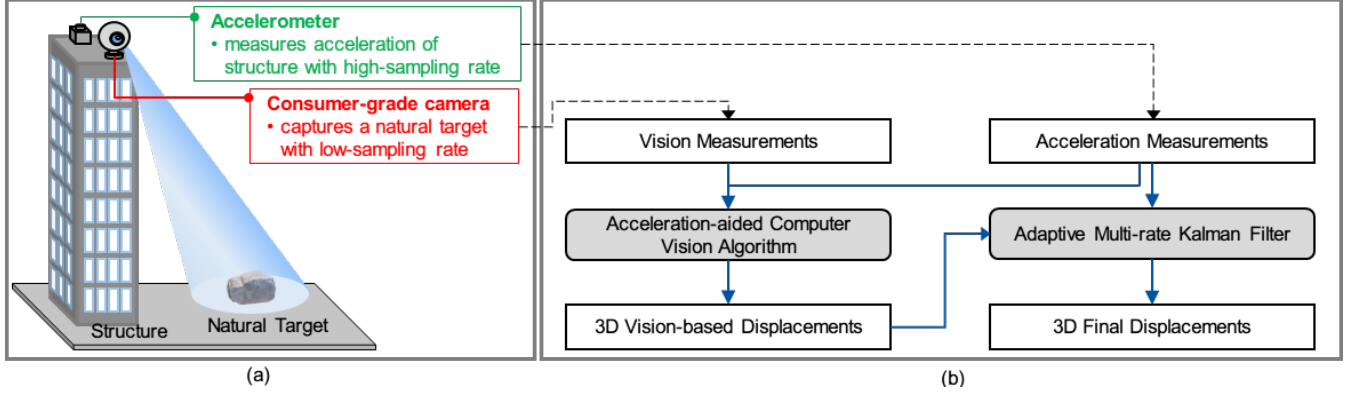 Accelerometer
• measures acceleration of
structure with high-sampling rate
Consumer-grade camera
• captures a natural target
with low-sampling rate
Structure
Natural Target
(a)
Vision Measurements
Acceleration Measurements
Acceleration-aided Computer
Vision Algorithm
Adaptive Multi-rate Kalman Filter
3D Vision-based Displacements
3D Final Displacements
(b)